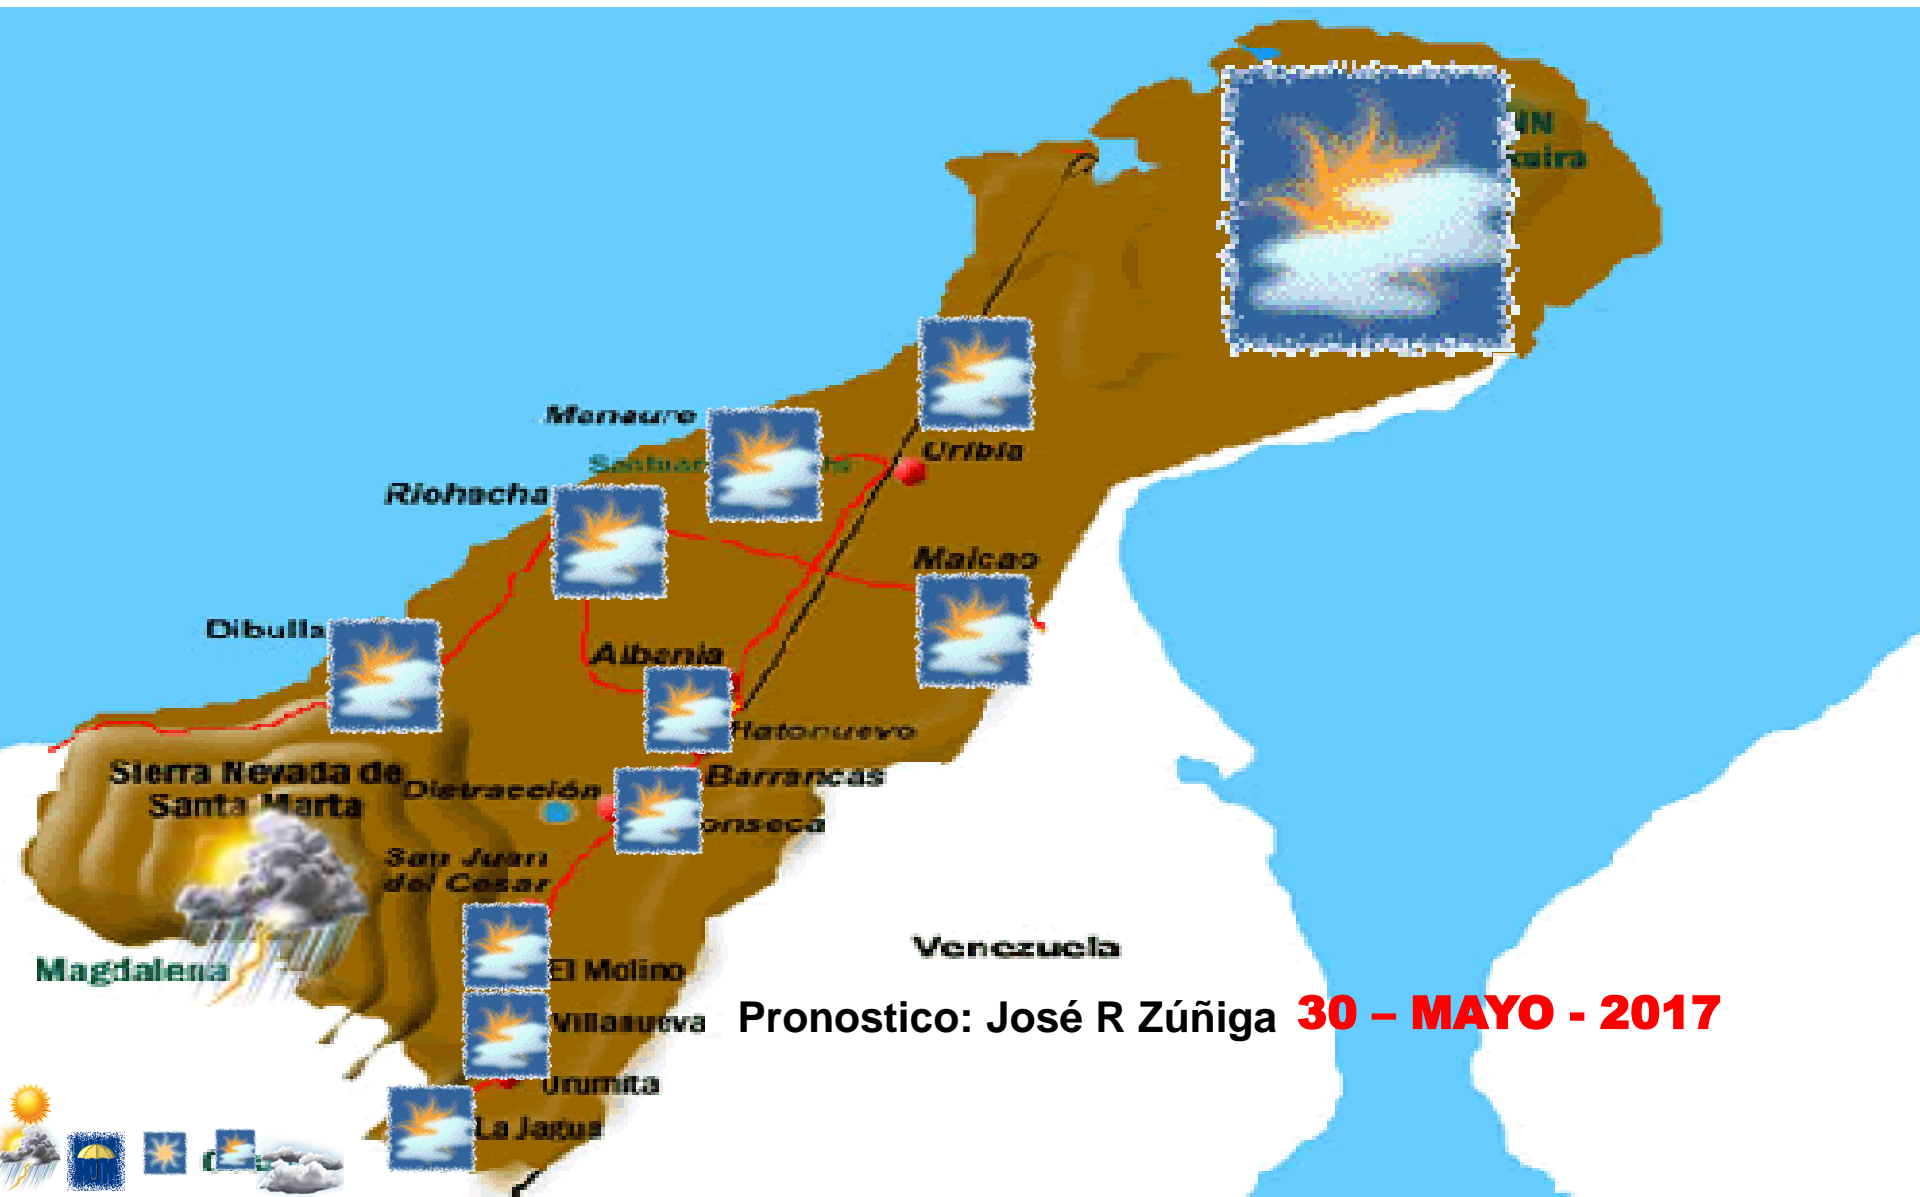 Manaure
Uribia
Riohacha
Maicao
Dibulla
Albania
Hatonuevo
Sierra Nevada de
Santa Marta
Distracción
Barrancas
onseca
San Juan
del Cesar
Venezuela
Magdalena
El Molino
Pronostico: José R Zúñiga 30 – MAYO - 2017
Villanueva
Urumita
La Jagua